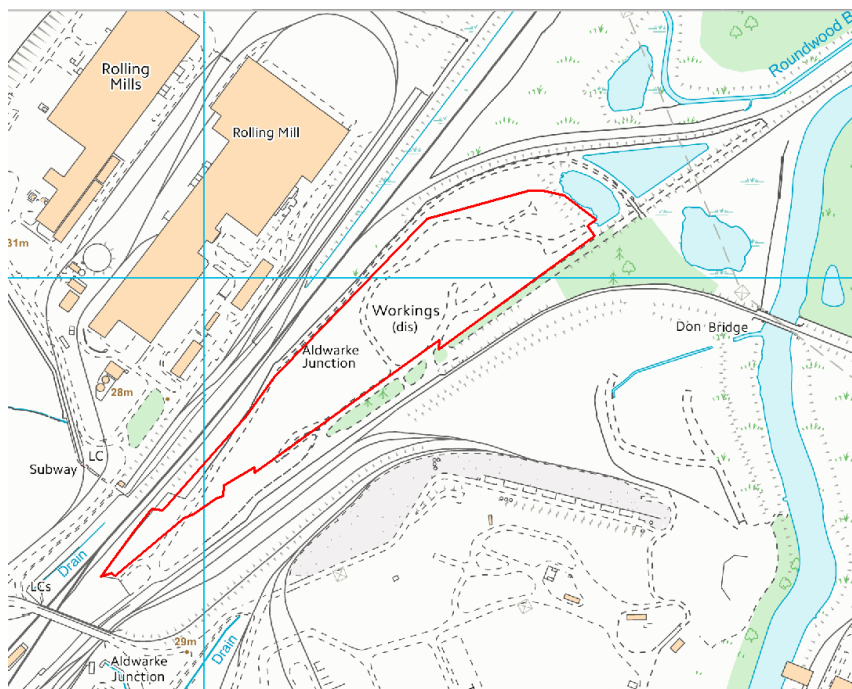 Rolling
Mills
Rolling Mill
Roundwood B
31m
Workings
(dis)
Aldwarke
Junction
Don Bridge
28m
LC
Subway
Drain
LCs
29m
Drain
Aldwarke
Junction